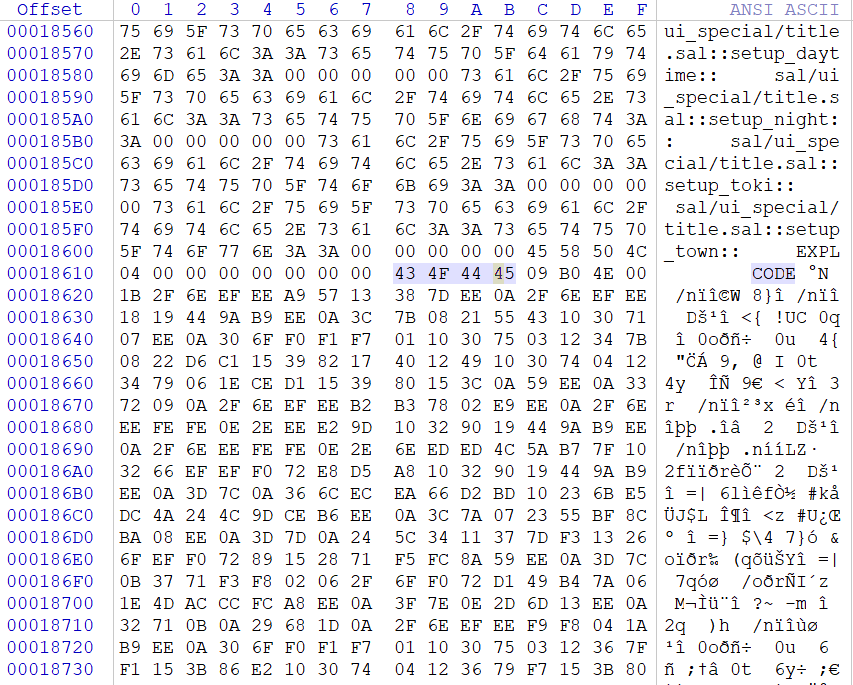 Offset 0 1 2 3 4 5 6 7 8 9 A B C D E F ANSI ASCII
00018560 75 69 5F 73 70 65 63 69 61 6C 2F 74 69 74 6C 65 ui_special/title
00018570 2E 73 61 6C 3A 3A 73 65 74 75 70 5F 64 61 79 74 .sal::setup_dayt
00018580 69 6D 65 3A 3A 00 00 00 00 00 73 61 6C 2F 75 69 ime:: sal/ui
00018590 5F 73 70 65 63 69 61 6C 2F 74 69 74 6C 65 2E 73 _special/title.s
000185A0 61 6C 3A 3A 73 65 74 75 70 5F 6E 69 67 68 74 3A al::setup_night:
000185B0 3A 00 00 00 00 00 73 61 6C 2F 75 69 5F 73 70 65 : sal/ui_spe
000185C0 63 69 61 6C 2F 74 69 74 6C 65 2E 73 61 6C 3A 3A cial/title.sal::
000185D0 73 65 74 75 70 5F 74 6F 6B 69 3A 3A 00 00 00 00 setup_toki::
000185E0 00 73 61 6C 2F 75 69 5F 73 70 65 63 69 61 6C 2F sal/ui_special/
000185F0 74 69 74 6C 65 2E 73 61 6C 3A 3A 73 65 74 75 70 title.sal::setup
00018600 5F 74 6F 77 6E 3A 3A 00 00 00 00 00 45 58 50 4C _town:: EXPL
00018610 04 00 00 00 00 00 00 00 43 4F 44 45 09 B0 4E 00 CODE °N
00018620 1B 2F 6E EF EE A9 57 13 38 7D EE 0A 2F 6E EF EE /nïî©W 8}î /nïî
00018630 18 19 44 9A B9 EE 0A 3C 7B 08 21 55 43 10 30 71 Dš¹î <{ !UC 0q
00018640 07 EE 0A 30 6F F0 F1 F7 01 10 30 75 03 12 34 7B î 0oðñ÷ 0u 4{
00018650 08 22 D6 C1 15 39 82 17 40 12 49 10 30 74 04 12 "ÖÁ 9‚ @ I 0t
00018660 34 79 06 1E CE D1 15 39 80 15 3C 0A 59 EE 0A 33 4y ÎÑ 9€ < Yî 3
00018670 72 09 0A 2F 6E EF EE B2 B3 78 02 E9 EE 0A 2F 6E r /nïî²³x éî /n
00018680 EE FE FE 0E 2E EE E2 9D 10 32 90 19 44 9A B9 EE îþþ .îâ 2 Dš¹î
00018690 0A 2F 6E EE FE FE 0E 2E 6E ED ED 4C 5A B7 7F 10 /nîþþ .nííLZ·
000186A0 32 66 EF EF F0 72 E8 D5 A8 10 32 90 19 44 9A B9 2fïïðrèÕ¨ 2 Dš¹
000186B0 EE 0A 3D 7C 0A 36 6C EC EA 66 D2 BD 10 23 6B E5 î =| 6lìêfÒ½ #kå
000186C0 DC 4A 24 4C 9D CE B6 EE 0A 3C 7A 07 23 55 BF 8C ÜJ$L Î¶î <z #U¿Œ
000186D0 BA 08 EE 0A 3D 7D 0A 24 5C 34 11 37 7D F3 13 26 º î =} $\4 7}ó &
000186E0 6F EF F0 72 89 15 28 71 F5 FC 8A 59 EE 0A 3D 7C oïðr‰ (qõüŠYî =|
000186F0 0B 37 71 F3 F8 02 06 2F 6F F0 72 D1 49 B4 7A 06 7qóø /oðrÑI´z
00018700 1E 4D AC CC FC A8 EE 0A 3F 7E 0E 2D 6D 13 EE 0A M¬Ìü¨î ?~ -m î
00018710 32 71 0B 0A 29 68 1D 0A 2F 6E EF EE F9 F8 04 1A 2q )h /nïîùø
00018720 B9 EE 0A 30 6F F0 F1 F7 01 10 30 75 03 12 36 7F ¹î 0oðñ÷ 0u 6
00018730 F1 15 3B 86 E2 10 30 74 04 12 36 79 F7 15 3B 80 ñ ;†â 0t 6y÷ ;€